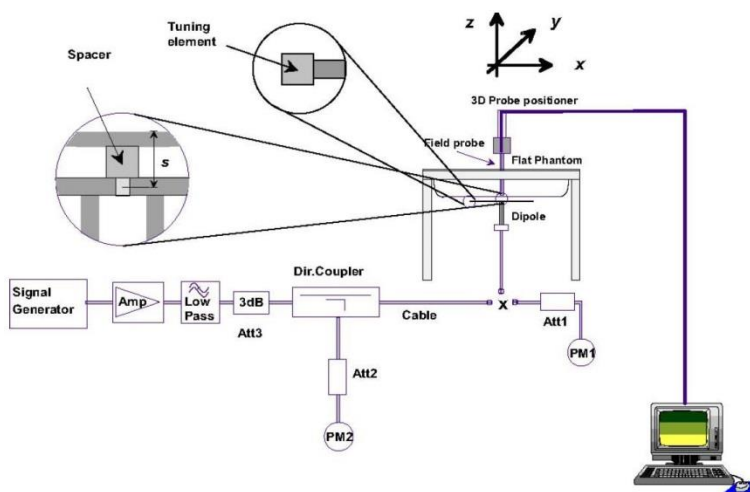 Tuning
element
Spacer
s
z
y
x
3D Probe positioner
Field probe
Flat Phantom
Dipole
Dir.Coupler
Signal
Generator
Amp
Low
Pass
3dB
Att3
Cable
x
Att1
PM1
Att2
PM2